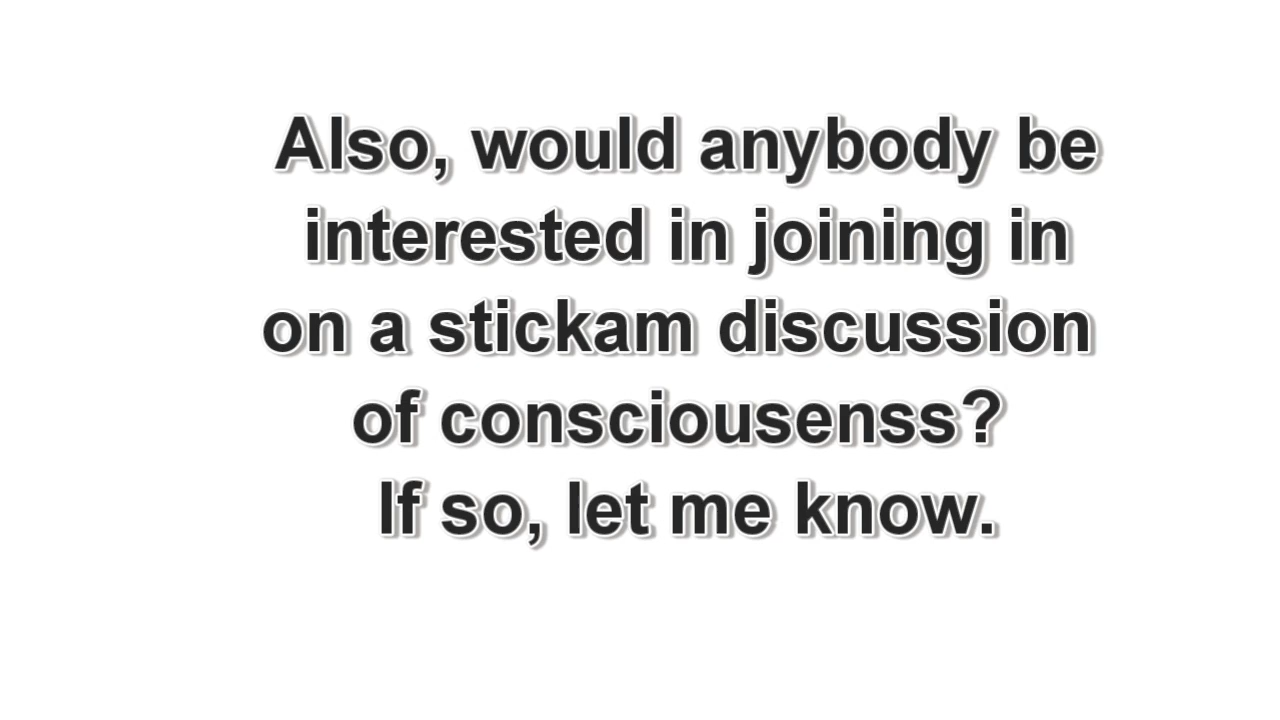 Also, would anybody be
interested in joining in
on a stickam discussion
of consciousenss?
If so, let me know.